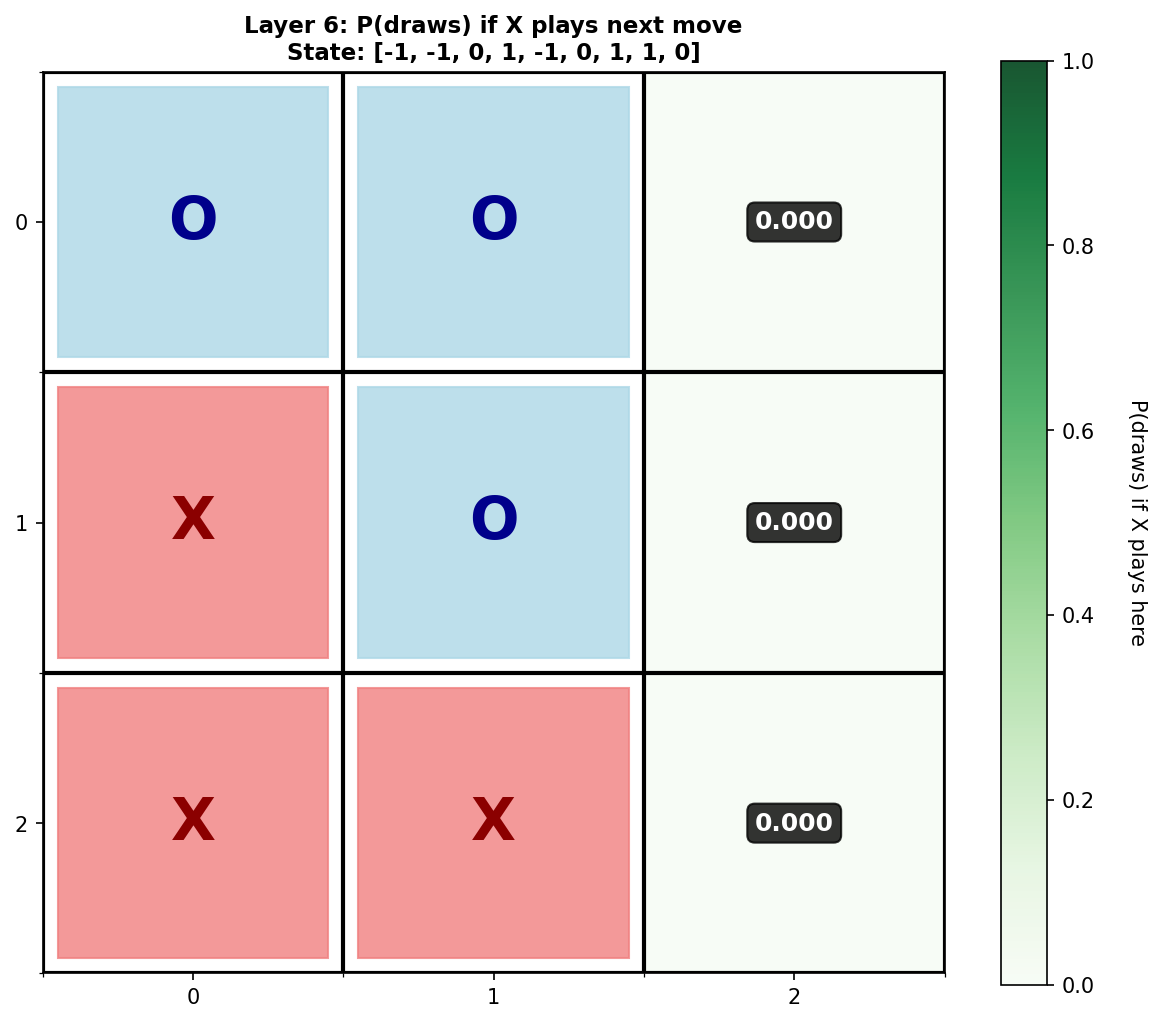 Layer 6: P(draws) if X plays next move
State: [-1, -1, 0, 1, -1, 0, 1, 1, 0]
O O 0.000
X O 0.000
X X 0.000
0
1
2
0 1 2
1.0
0.8
0.6
0.4
0.2
0.0
P(draws) if X plays here